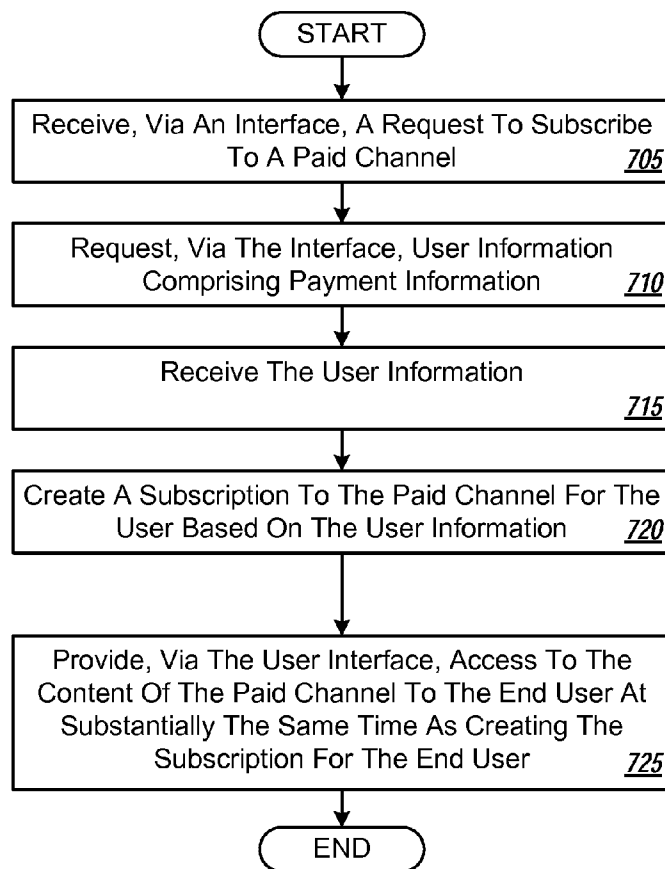 START
Receive, Via An Interface, A Request To Subscribe
To A Paid Channel
705
Request, Via The Interface, User Information
Comprising Payment Information
710
Receive The User Information
715
Create A Subscription To The Paid Channel For The
User Based On The User Information
720
Provide, Via The User Interface, Access To The
Content Of The Paid Channel To The End User At
Substantially The Same Time As Creating The
Subscription For The End User
725
END